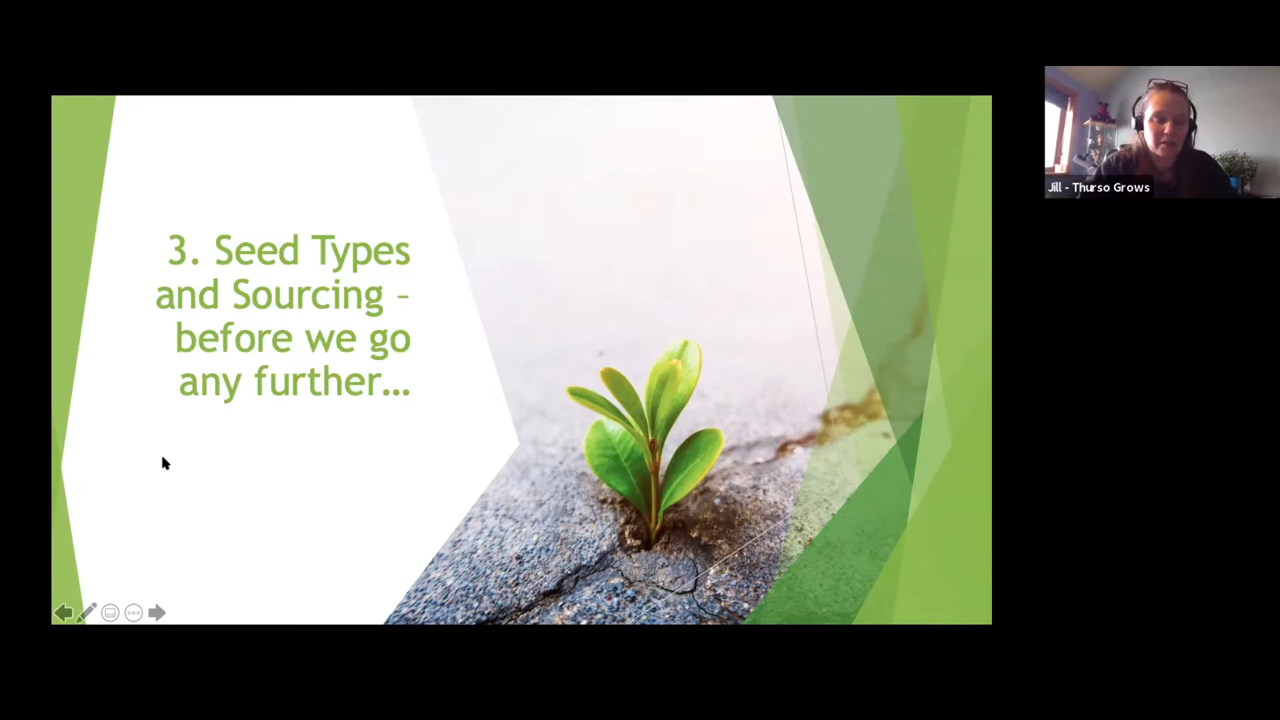 3. Seed Types
and Sourcing –
before we go
any further…
Jill - Thurso Grows